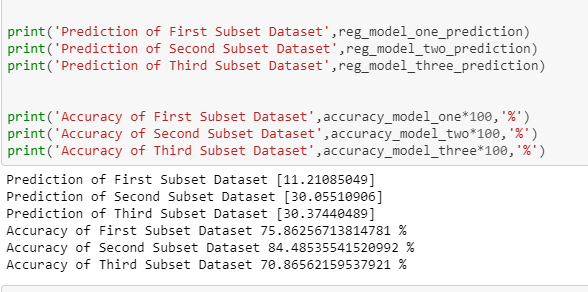 print('Prediction of First Subset Dataset',reg_model_one_prediction)
print('Prediction of Second Subset Dataset',reg_model_two_prediction)
print('Prediction of Third Subset Dataset',reg_model_three_prediction)
print('Accuracy of First Subset Dataset',accuracy_model_one*100,'%')
print('Accuracy of Second Subset Dataset',accuracy_model_two*100,'%')
print('Accuracy of Third Subset Dataset',accuracy_model_three*100,'%')
Prediction of First Subset Dataset [11.21085049]
Prediction of Second Subset Dataset [30.05510906]
Prediction of Third Subset Dataset [30.37440489]
Accuracy of First Subset Dataset 75.86256713814781 %
Accuracy of Second Subset Dataset 84.48535541520992 %
Accuracy of Third Subset Dataset 70.86562159537921 %